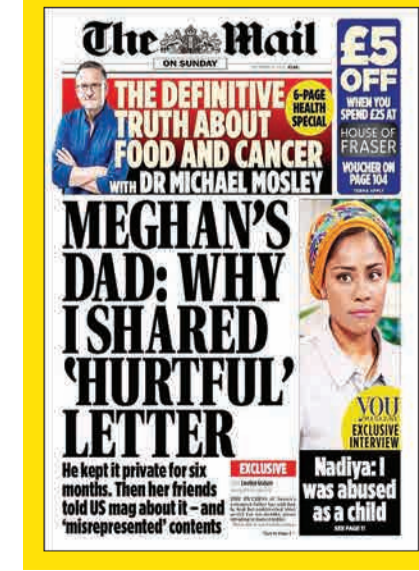 The Mail
ON SUNDAY
THE DEFINITIVE
TRUTH ABOUT
FOOD AND CANCER
WITH DR MICHAEL MOSLEY
6-PAGE
HEALTH
SPECIAL
£5
OFF
WHEN YOU
SPEND £25 AT
HOUSE OF
FRASER
VOUCHER ON
PAGE 104
MEGHAN'S
DAD: WHY
I SHARED
‘HURTFUL’
LETTER
He kept it private for six
months. Then her friends
told US mag about it – and
‘misrepresented’ contents
EXCLUSIVE
YOU
EXCLUSIVE
INTERVIEW
Nadiya: I
was abused
as a child